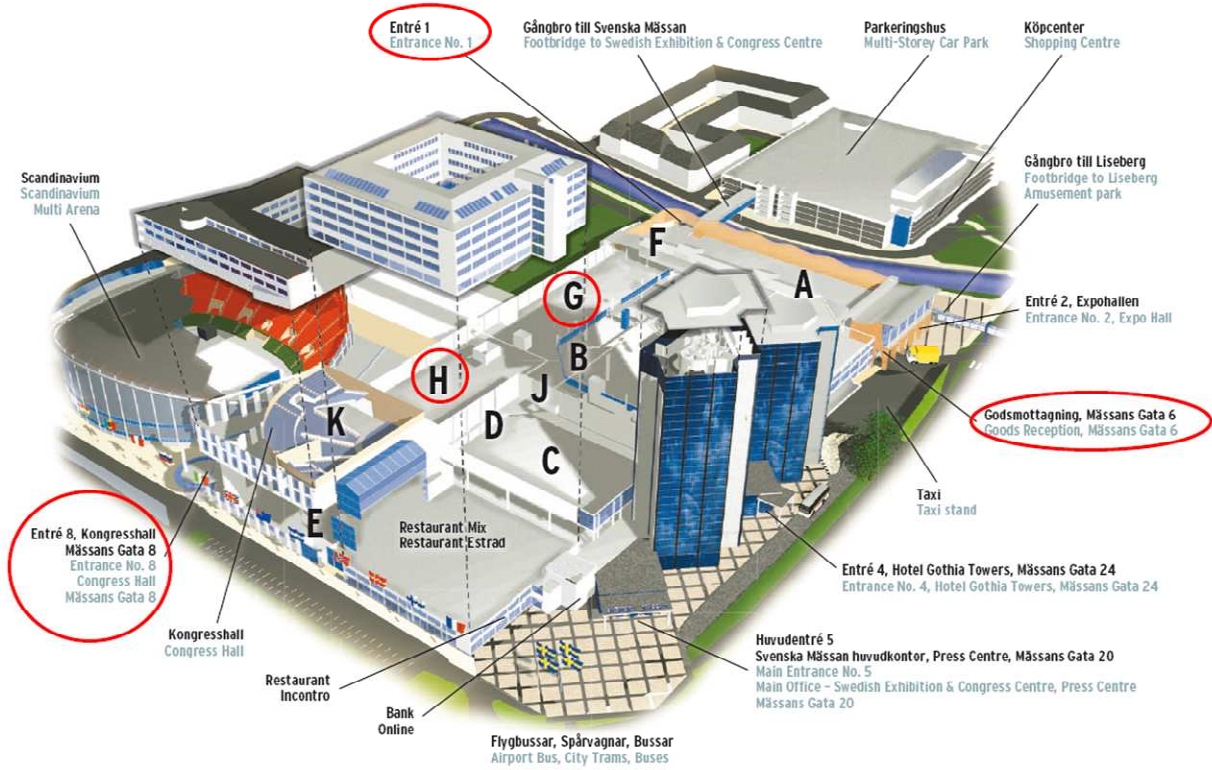 Entré 1
Entrance No. 1
Gångbro till Svenska Mässan
Footbridge to Swedish Exhibition & Congress Centre
Parkeringshus
Multi-Storey Car Park
Köpcenter
Shopping Centre
Gångbro till Liseberg
Footbridge to Liseberg
Amusement park
Scandinavium
Scandinavium
Multi Arena
F
A
G
B
H
J
K
D
C
E
Entré 2, Expohallen
Entrance No. 2, Expo Hall
Godsmottagning, Mässans Gata 6
Goods Reception, Mässans Gata 6
Taxi
Taxi stand
Restaurant Mix
Restaurant Estrad
Entré 8, Kongresshall
Mässans Gata 8
Entrance No. 8
Congress Hall
Mässans Gata 8
Entré 4, Hotel Gothia Towers, Mässans Gata 24
Entrance No. 4, Hotel Gothia Towers, Mässans Gata 24
Kongresshall
Congress Hall
Huvudentré 5
Svenska Mässan huvudkontor, Press Centre, Mässans Gata 20
Main Entrance No. 5
Main Office – Swedish Exhibition & Congress Centre, Press Centre
Mässans Gata 20
Restaurant
Incontro
Bank
Online
Flygbussar, Spårvagnar, Bussar
Airport Bus, City Trams, Buses